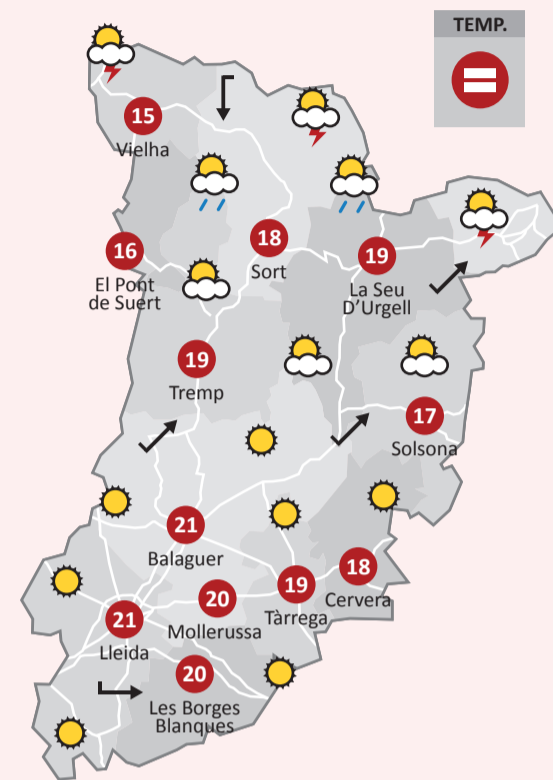 TEMP.
15
Vielha
16
El Pont
de Suert
18
Sort
19
La Seu
D'Urgell
19
Tremp
17
Solsona
21
Balaguer
18
Cervera
19
Tàrrega
20
Mollerussa
21
Lleida
20
Les Borges
Blanques